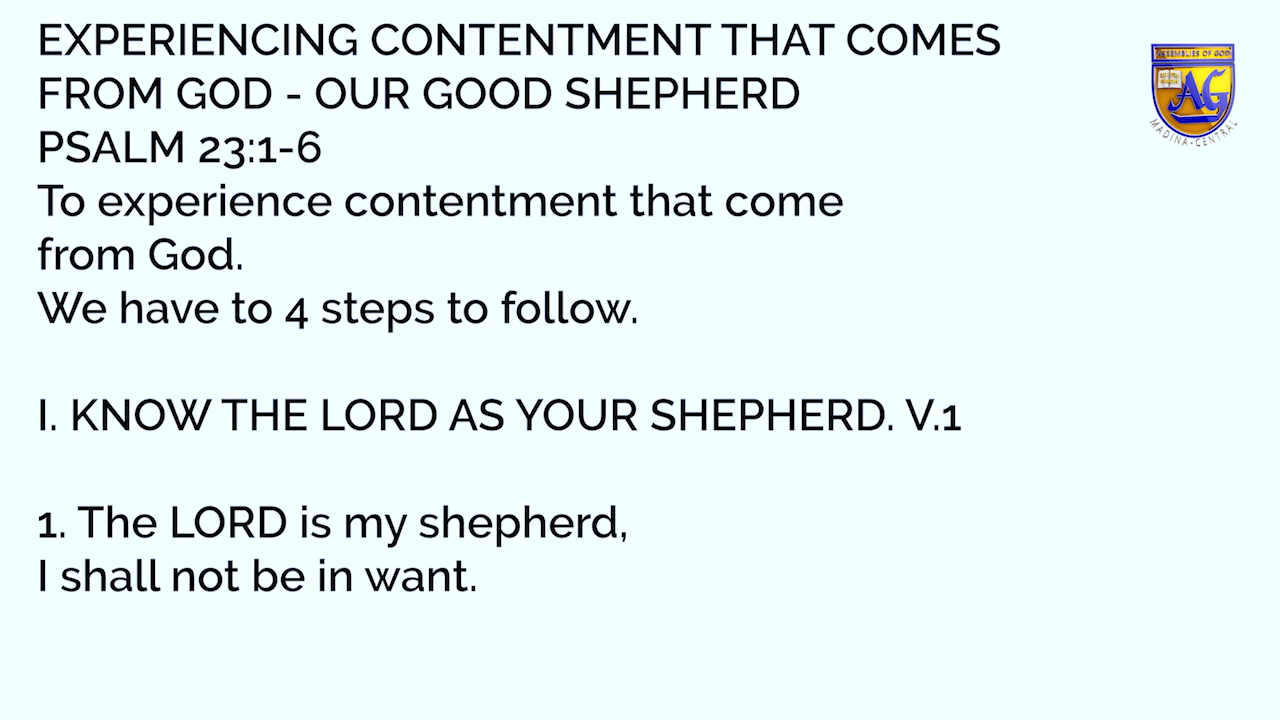 EXPERIENCING CONTENTMENT THAT COMES
FROM GOD - OUR GOOD SHEPHERD
PSALM 23:1-6
To experience contentment that come
from God.
We have to 4 steps to follow.
I. KNOW THE LORD AS YOUR SHEPHERD. V.1
1. The LORD is my shepherd,
I shall not be in want.
ASSEMBLIES OF GOD
AG
MADINA-CENTRAL